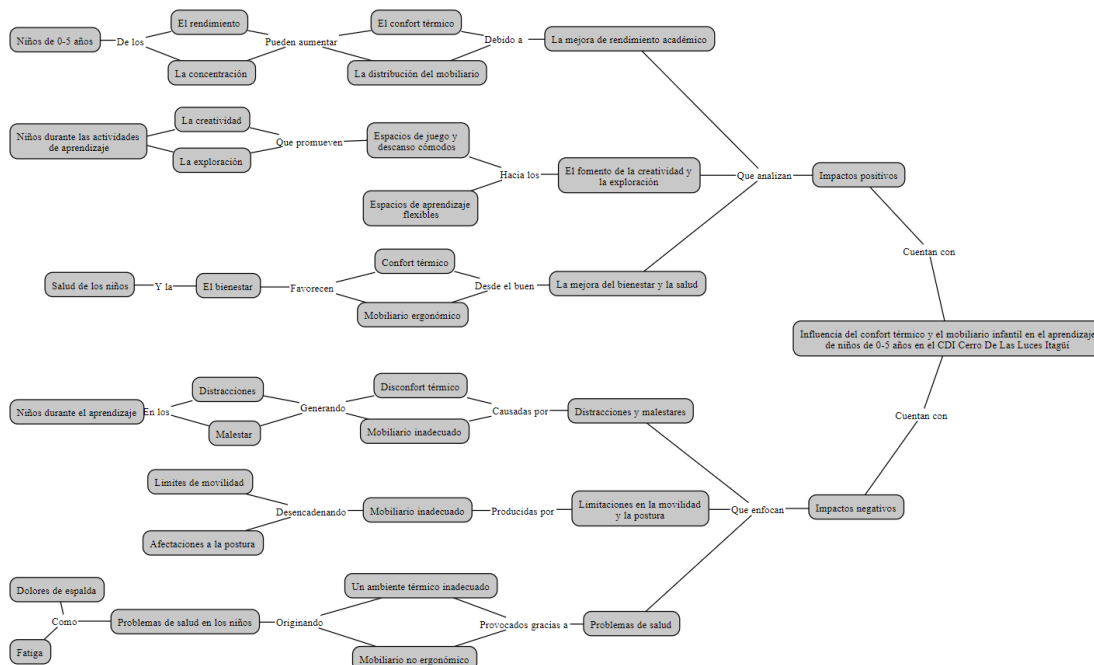 El rendimiento
El confort térmico
Niños de 0-5 años
De los
Pueden aumentar
Debido a
La mejora de rendimiento académico
La concentración
La distribución del mobiliario
La creatividad
Niños durante las actividades
de aprendizaje
Que promueven
Espacios de juego y
descanso cómodos
La exploración
Hacia los
El fomento de la creatividad y
la exploración
Que analizan
Impactos positivos
Espacios de aprendizaje
flexibles
Cuentan con
Confort térmico
Salud de los niños
Y la
El bienestar
Favorecen
Desde el buen
La mejora del bienestar y la salud
Mobiliario ergonómico
Influencia del confort térmico y el mobiliario infantil en el aprendizaje
de niños de 0-5 años en el CDI Cerro De Las Luces Itagüí
Distracciones
Disconfort térmico
Niños durante el aprendizaje
En los
Generando
Causadas por
Distracciones y malestares
Cuentan con
Malestar
Mobiliario inadecuado
Limites de movilidad
Desencadenando
Mobiliario inadecuado
Producidas por
Limitaciones en la movilidad
y la postura
Que enfocan
Impactos negativos
Afectaciones a la postura
Dolores de espalda
Un ambiente térmico inadecuado
Como
Problemas de salud en los niños
Originando
Provocados gracias a
Problemas de salud
Fatiga
Mobiliario no ergonómico